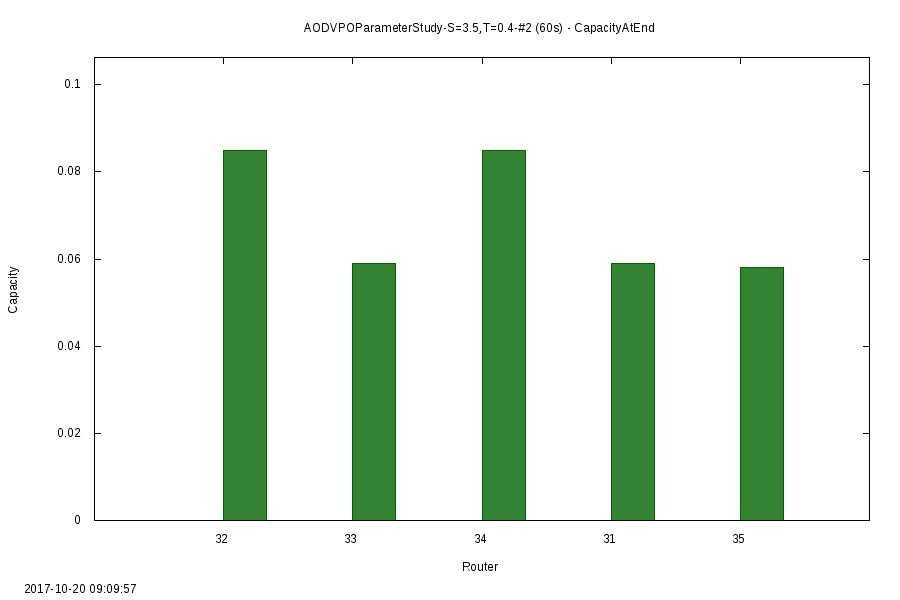 AODVPOParameterStudy-S=3.5,T=0.4-#2 (60s) - CapacityAtEnd
0.1
0.08
0.06
0.04
0.02
0
Capacity
32 33 34 31 35
Router
2017-10-20 09:09:57